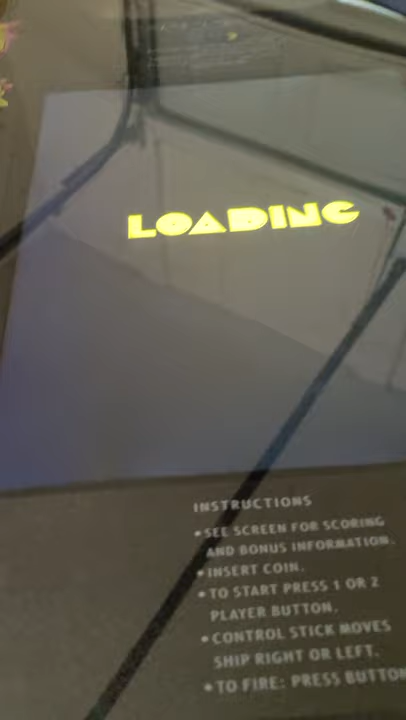 LOADING
INSTRUCTIONS
• SEE SCREEN FOR SCORING
AND BONUS INFORMATION.
• INSERT COIN.
• TO START PRESS 1 OR 2
PLAYER BUTTON.
• CONTROL STICK MOVES
SHIP RIGHT OR LEFT.
• TO FIRE: PRESS BUTTON